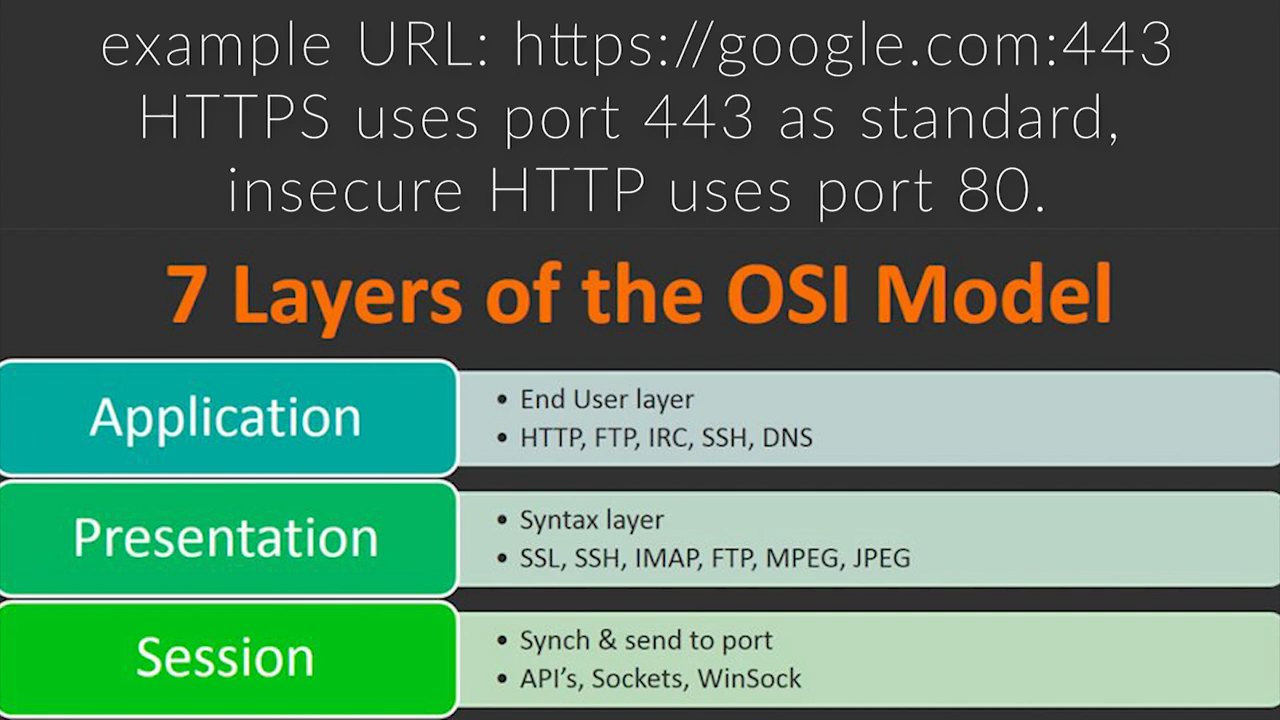 example URL: https://google.com:443
HTTPS uses port 443 as standard,
insecure HTTP uses port 80.
7 Layers of the OSI Model
Application
• End User layer
• HTTP, FTP, IRC, SSH, DNS
Presentation
• Syntax layer
• SSL, SSH, IMAP, FTP, MPEG, JPEG
Session
• Synch & send to port
• API's, Sockets, WinSock